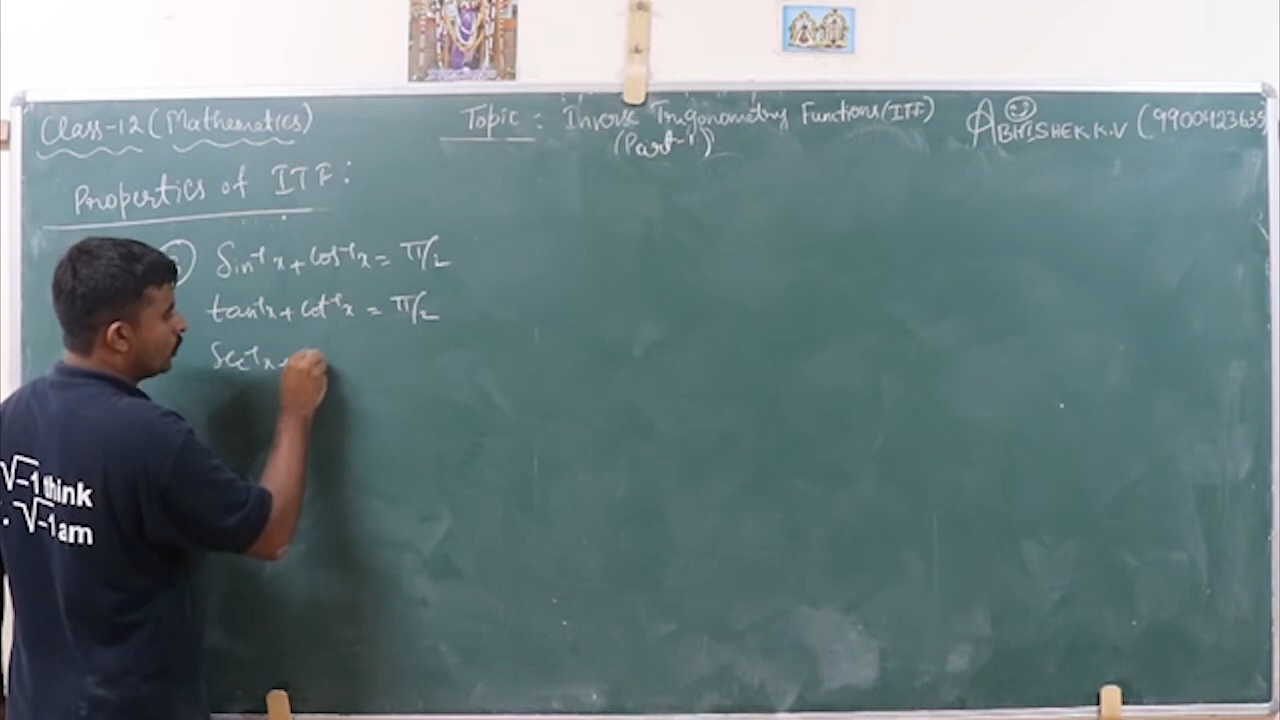 Class-12 (Mathematics)
Topic : Inverse Trigonometry Functions (ITF)
(Part-1)
ABHISHEK.K.V (9900423635
Properties of ITF:
Sin⁻¹x + Cos⁻¹x = π/2
tan⁻¹x + cot⁻¹x = π/2
Sec⁻¹x +
√-1 think
. √-1 am